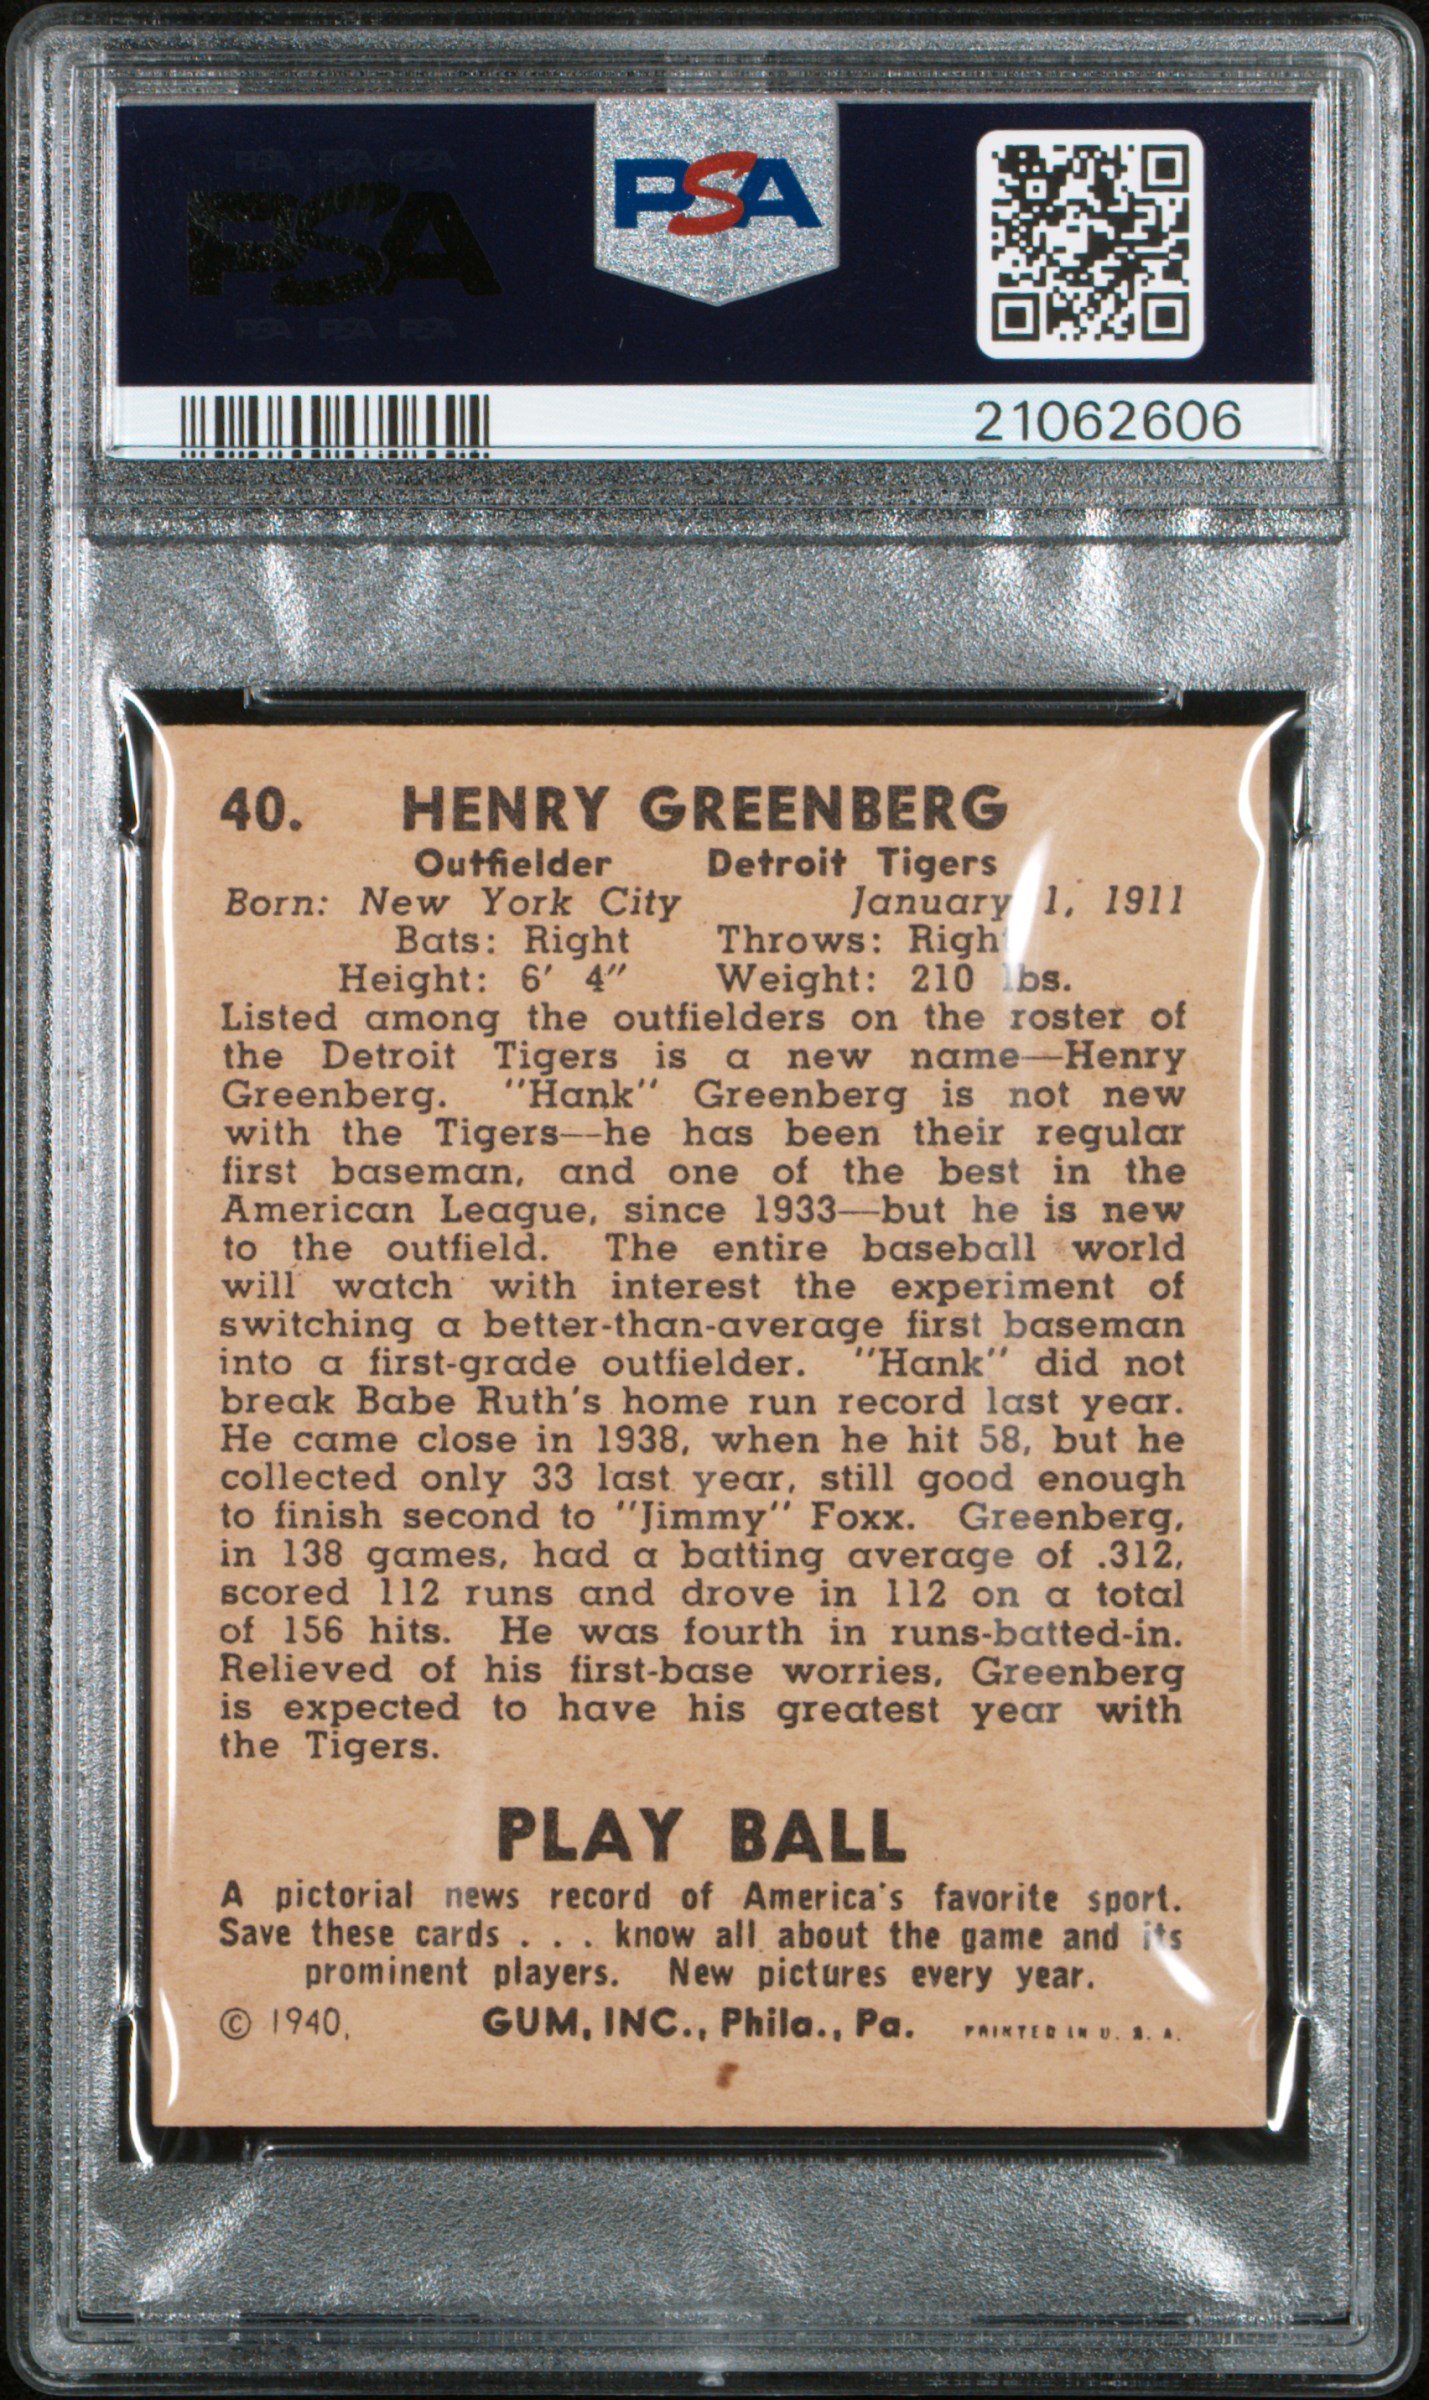 PSA PSA PSA
PSA
PSA PSA PSA
PSA
21062606
40. HENRY GREENBERG
Outfielder Detroit Tigers
Born: New York City January 1, 1911
Bats: Right Throws: Righ
Height: 6' 4" Weight: 210 lbs.
Listed among the outfielders on the roster of
the Detroit Tigers is a new name—Henry
Greenberg. "Hank" Greenberg is not new
with the Tigers—he has been their regular
first baseman, and one of the best in the
American League, since 1933—but he is new
to the outfield. The entire baseball world
will watch with interest the experiment of
switching a better-than-average first baseman
into a first-grade outfielder. "Hank" did not
break Babe Ruth's home run record last year.
He came close in 1938, when he hit 58, but he
collected only 33 last year, still good enough
to finish second to "Jimmy" Foxx. Greenberg,
in 138 games, had a batting average of .312,
scored 112 runs and drove in 112 on a total
of 156 hits. He was fourth in runs-batted-in.
Relieved of his first-base worries, Greenberg
is expected to have his greatest year with
the Tigers.
PLAY BALL
A pictorial news record of America's favorite sport.
Save these cards . . . know all about the game and its
prominent players. New pictures every year.
© 1940, GUM, INC., Phila., Pa. PRINTED IN U. S. A.